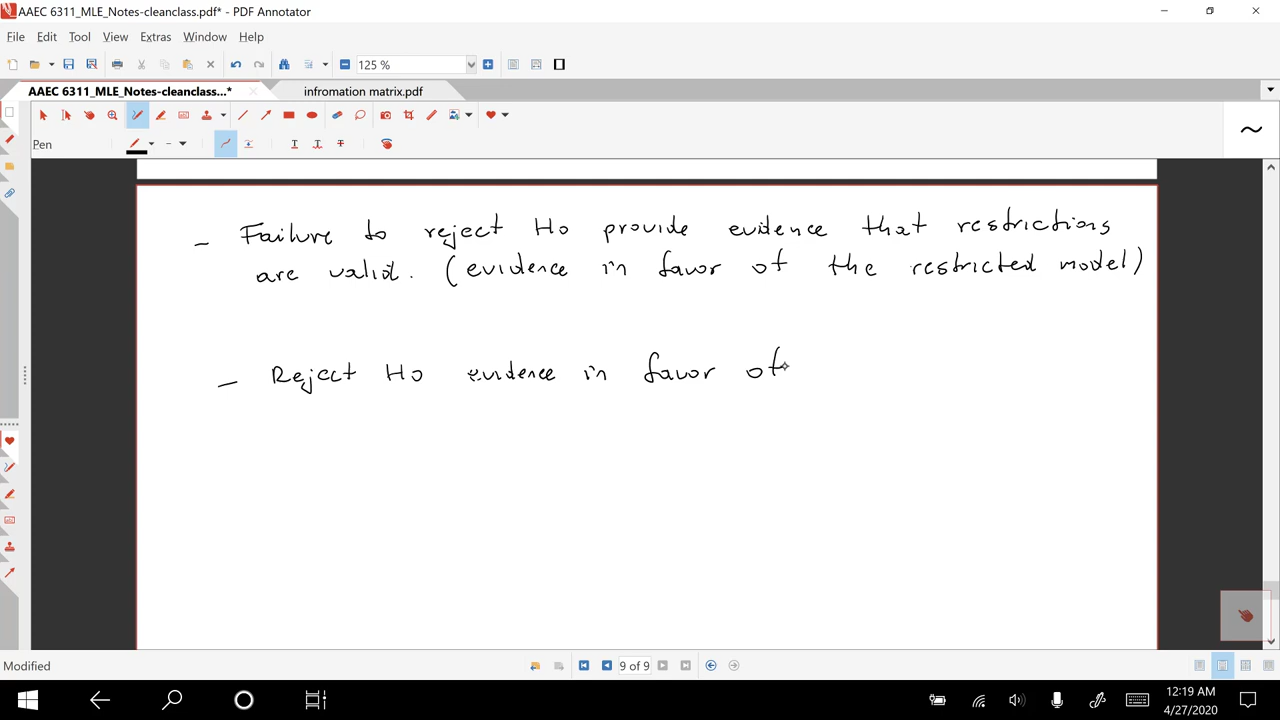 AAEC 6311_MLE_Notes-cleanclass.pdf* - PDF Annotator
File Edit Tool View Extras Window Help
125 %
AAEC 6311_MLE_Notes-cleanclass...*
infromation matrix.pdf
Pen
- Failure to reject Ho provide evidence that restrictions
are valid. (evidence in favor of the restricted model)
- Reject Ho evidence in favor of
Modified
9 of 9
12:19 AM
4/27/2020